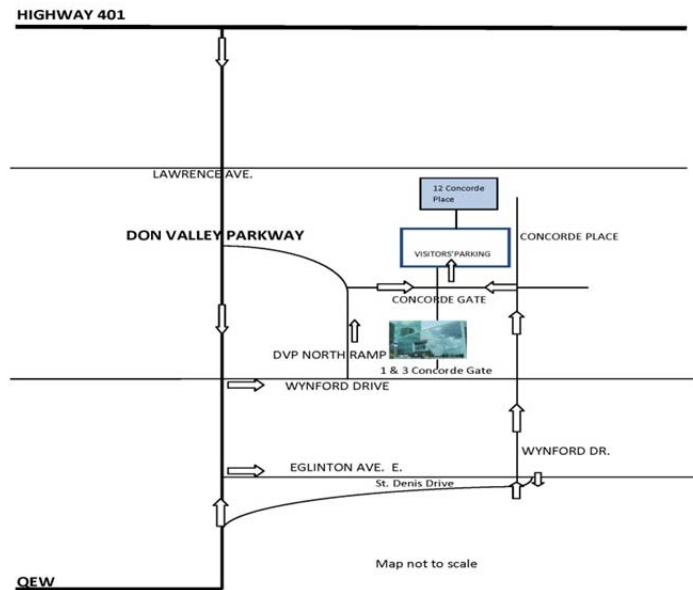 HIGHWAY 401
LAWRENCE AVE.
12 Concorde
Place
DON VALLEY PARKWAY
CONCORDE PLACE
VISITORS'PARKING
CONCORDE GATE
DVP NORTH RAMP
1 & 3 Concorde Gate
WYNFORD DRIVE
WYNFORD DR.
EGLINTON AVE. E.
St. Denis Drive
Map not to scale
QEW